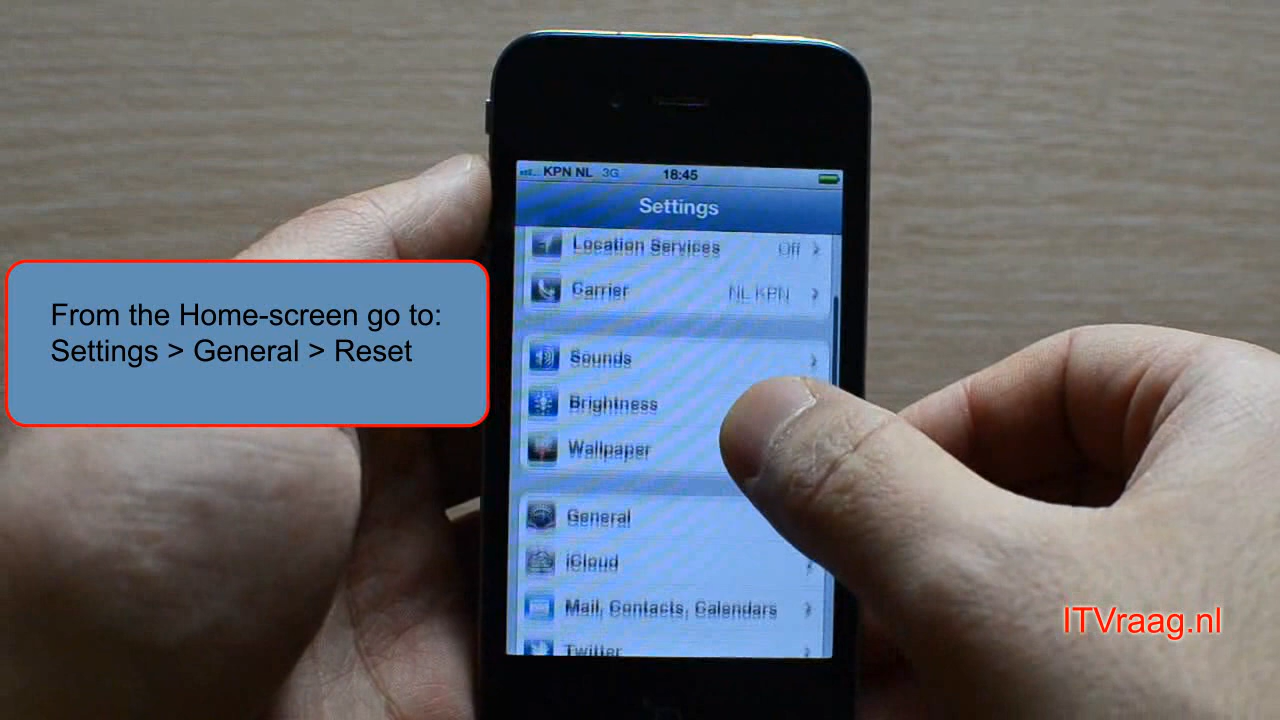 KPN NL 3G 18:45
Settings
Location Services Off
Carrier NL KPN
From the Home-screen go to:
Settings > General > Reset
Sounds
Brightness
Wallpaper
General
iCloud
Mail, Contacts, Calendars
Twitter
ITVraag.nl